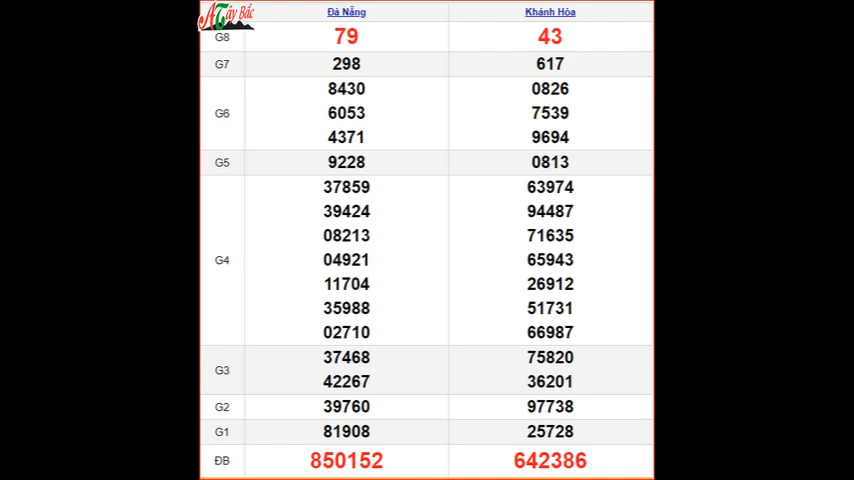 ATây Bắc
Đà Nẵng Khánh Hòa
G8 79 43
G7 298 617
8430 0826
G6 6053 7539
4371 9694
G5 9228 0813
37859 63974
39424 94487
08213 71635
G4 04921 65943
11704 26912
35988 51731
02710 66987
G3 37468 75820
42267 36201
G2 39760 97738
G1 81908 25728
ĐB 850152 642386